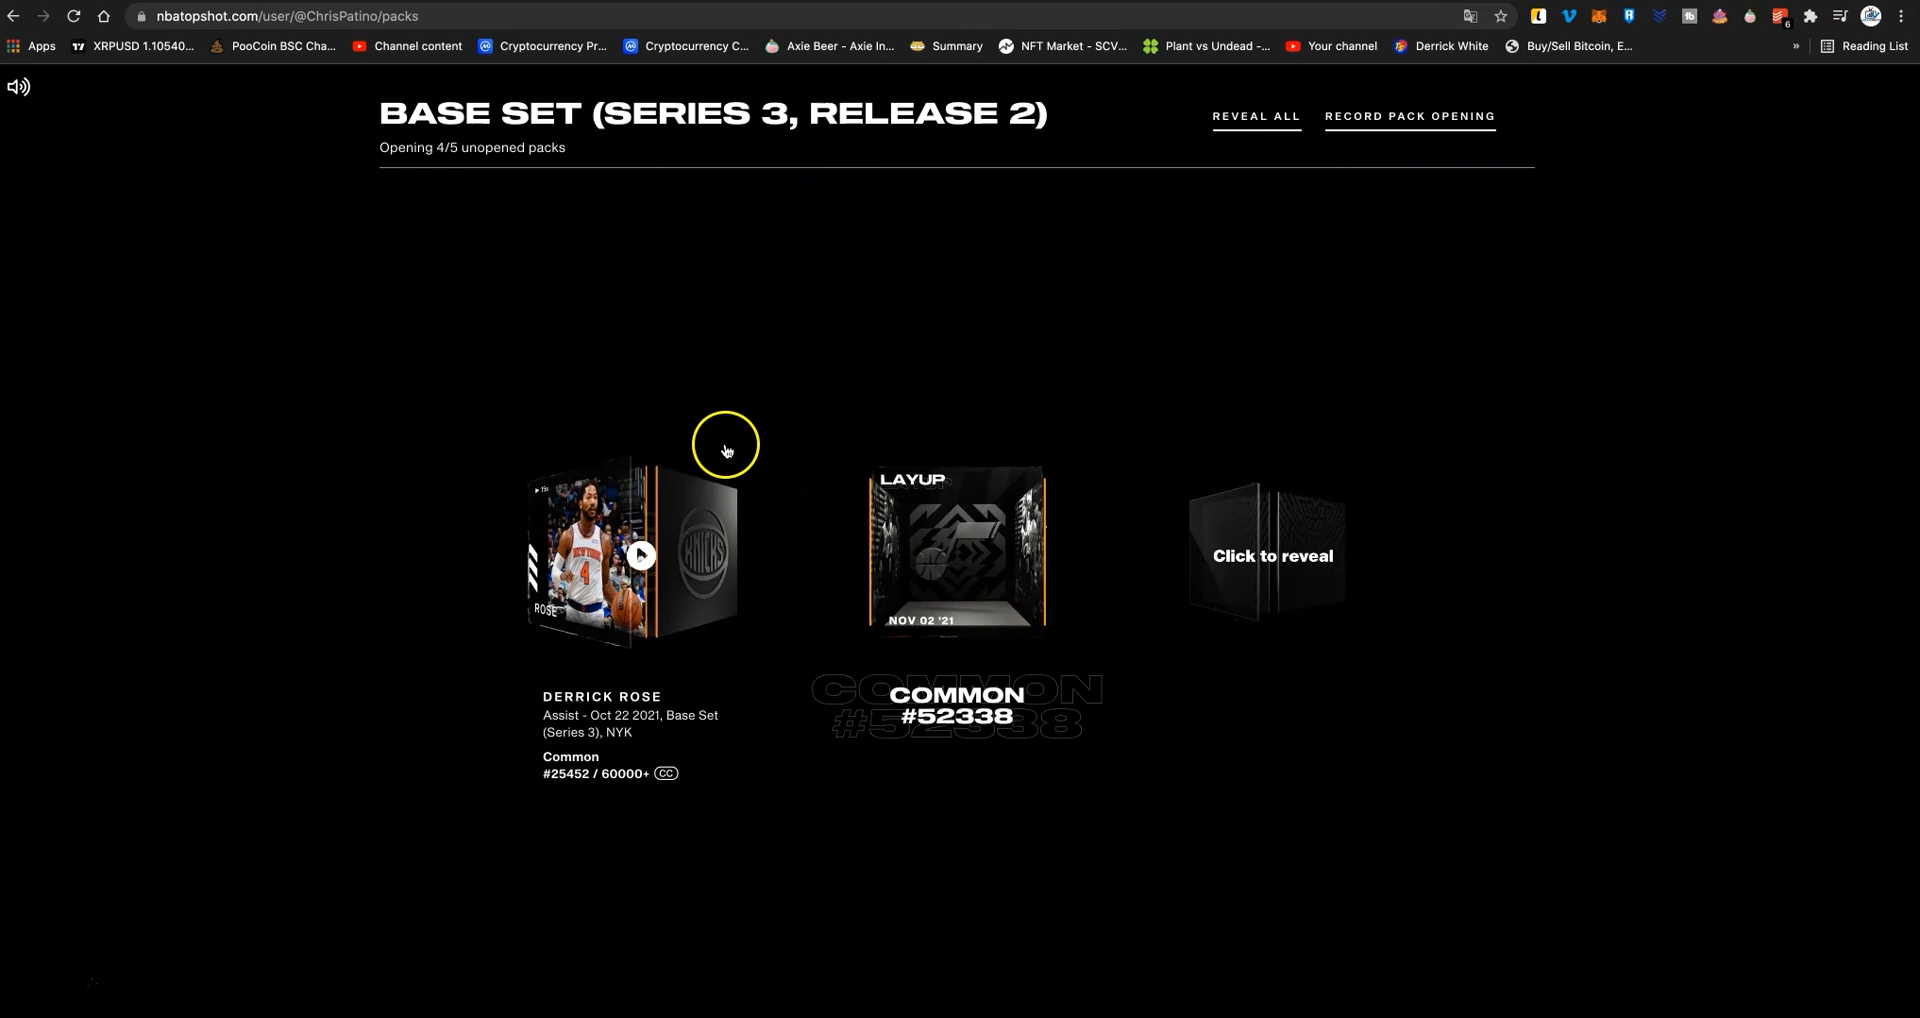 nbatopshot.com/user/@ChrisPatino/packs
Apps
XRPUSD 1.10540...
PooCoin BSC Cha...
Channel content
Cryptocurrency Pr...
Cryptocurrency C...
Axie Beer - Axie In...
Summary
NFT Market - SCV...
Plant vs Undead -...
Your channel
Derrick White
Buy/Sell Bitcoin, E...
»
Reading List
BASE SET (SERIES 3, RELEASE 2)
REVEAL ALL
RECORD PACK OPENING
Opening 4/5 unopened packs
15s
KNICKS
NEW YORK
4
ROSE
LAYUP
NOV 02 '21
Click to reveal
COMMON
#52338
DERRICK ROSE
Assist - Oct 22 2021, Base Set
(Series 3), NYK
Common
#25452 / 60000+ CC